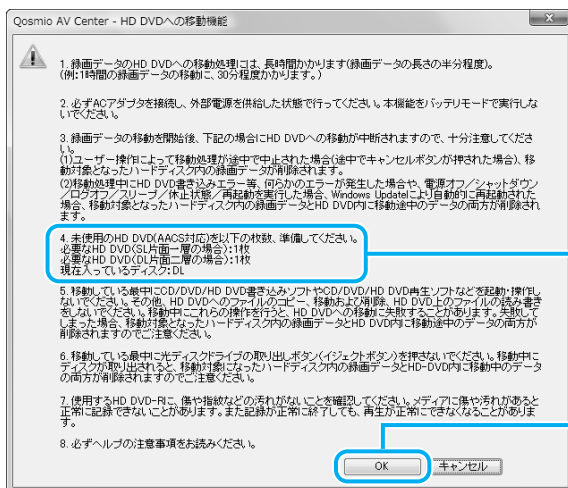 Qosmio AV Center - HD DVDへの移動機能
1. 録画データのHD DVDへの移動処理には、長時間かかります(録画データの長さの半分程度)。
(例:1時間の録画データの移動に、30分程度かかります。)
2. 必ずACアダプタを接続し、外部電源を供給した状態で行ってください。本機能をバッテリモードで実行しな
いでください。
3. 録画データの移動を開始後、下記の場合にHD DVDへの移動が中断されますので、十分注意してくださ
い。
(1)ユーザー操作によって移動処理が途中で中止された場合(途中でキャンセルボタンが押された場合)、移
動対象となったハードディスク内の録画データが削除されます。
(2)移動処理中にHD DVD書き込みエラー等、何らかのエラーが発生した場合や、電源オフ/シャットダウン
/ログオフ/スリープ/休止状態/再起動を実行した場合、Windows Updateにより自動的に再起動された
場合、移動対象となったハードディスク内の録画データとHD DVD内に移動途中のデータの両方が削除され
ます。
4. 未使用のHD DVD(AACS対応)を以下の枚数、準備してください。
必要なHD DVD(SL片面一層の場合):1枚
必要なHD DVD(DL片面二層の場合):1枚
現在入っているディスク:DL
5. 移動している最中にCD/DVD/HD DVD書き込みソフトやCD/DVD/HD DVD再生ソフトなどを起動・操作し
ないでください。その他、HD DVDへのファイルのコピー、移動および削除、HD DVD上のファイルの読み書き
をしないでください。移動中にこれらの操作を行うと、HD DVDへの移動に失敗することがあります。失敗して
しまった場合、移動対象となったハードディスク内の録画データとHD DVD内に移動途中のデータの両方が
削除されますのでご注意ください。
6. 移動している最中に光ディスクドライブの取り出しボタン(イジェクトボタン)を押さないでください。移動中に
ディスクが取り出されると、移動対象になったハードディスク内の録画データとHD-DVD内に移動中のデータ
の両方が削除されますのでご注意ください。
7. 使用するHD DVD-Rに、傷や指紋などの汚れがないことを確認してください。メディアに傷や汚れがあると
正常に記録できないことがあります。また記録が正常に終了しても、再生が正常にできなくなることがありま
す。
8. 必ずヘルプの注意事項をお読みください。
OK
キャンセル